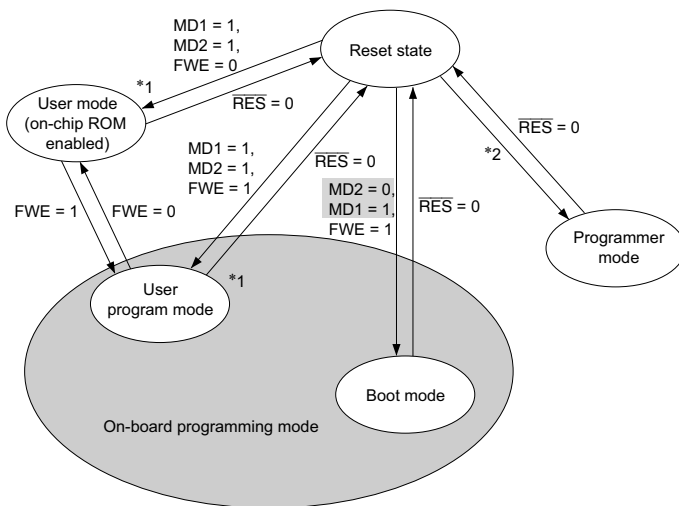 MD1 = 1,
MD2 = 1,
FWE = 0
Reset state
*1
User mode
(on-chip ROM
enabled)
RES = 0
MD1 = 1,
MD2 = 1,
FWE = 1
RES = 0
MD2 = 0,
MD1 = 1,
FWE = 1
RES = 0
*2
RES = 0
Programmer
mode
FWE = 1
FWE = 0
User
program mode
*1
Boot mode
On-board programming mode